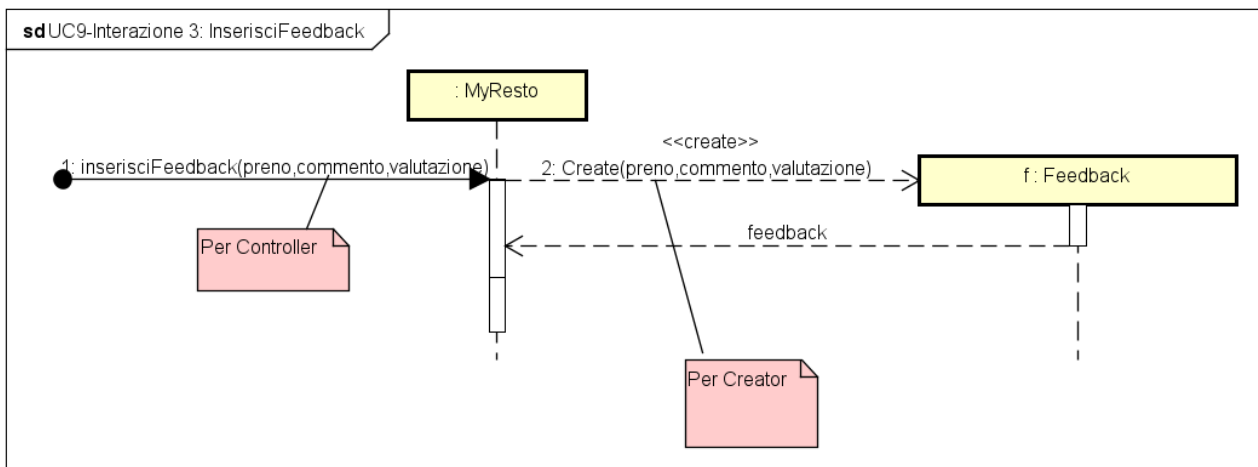 sd UC9-Interazione 3: InserisciFeedback
: MyResto
<<create>>
1: inserisciFeedback(preno,commento,valutazione)
2: Create(preno,commento,valutazione)
f : Feedback
feedback
Per Controller
Per Creator